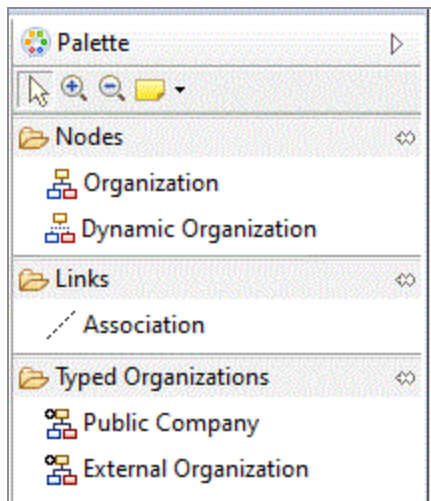 Palette
Nodes
Organization
Dynamic Organization
Links
Association
Typed Organizations
Public Company
External Organization